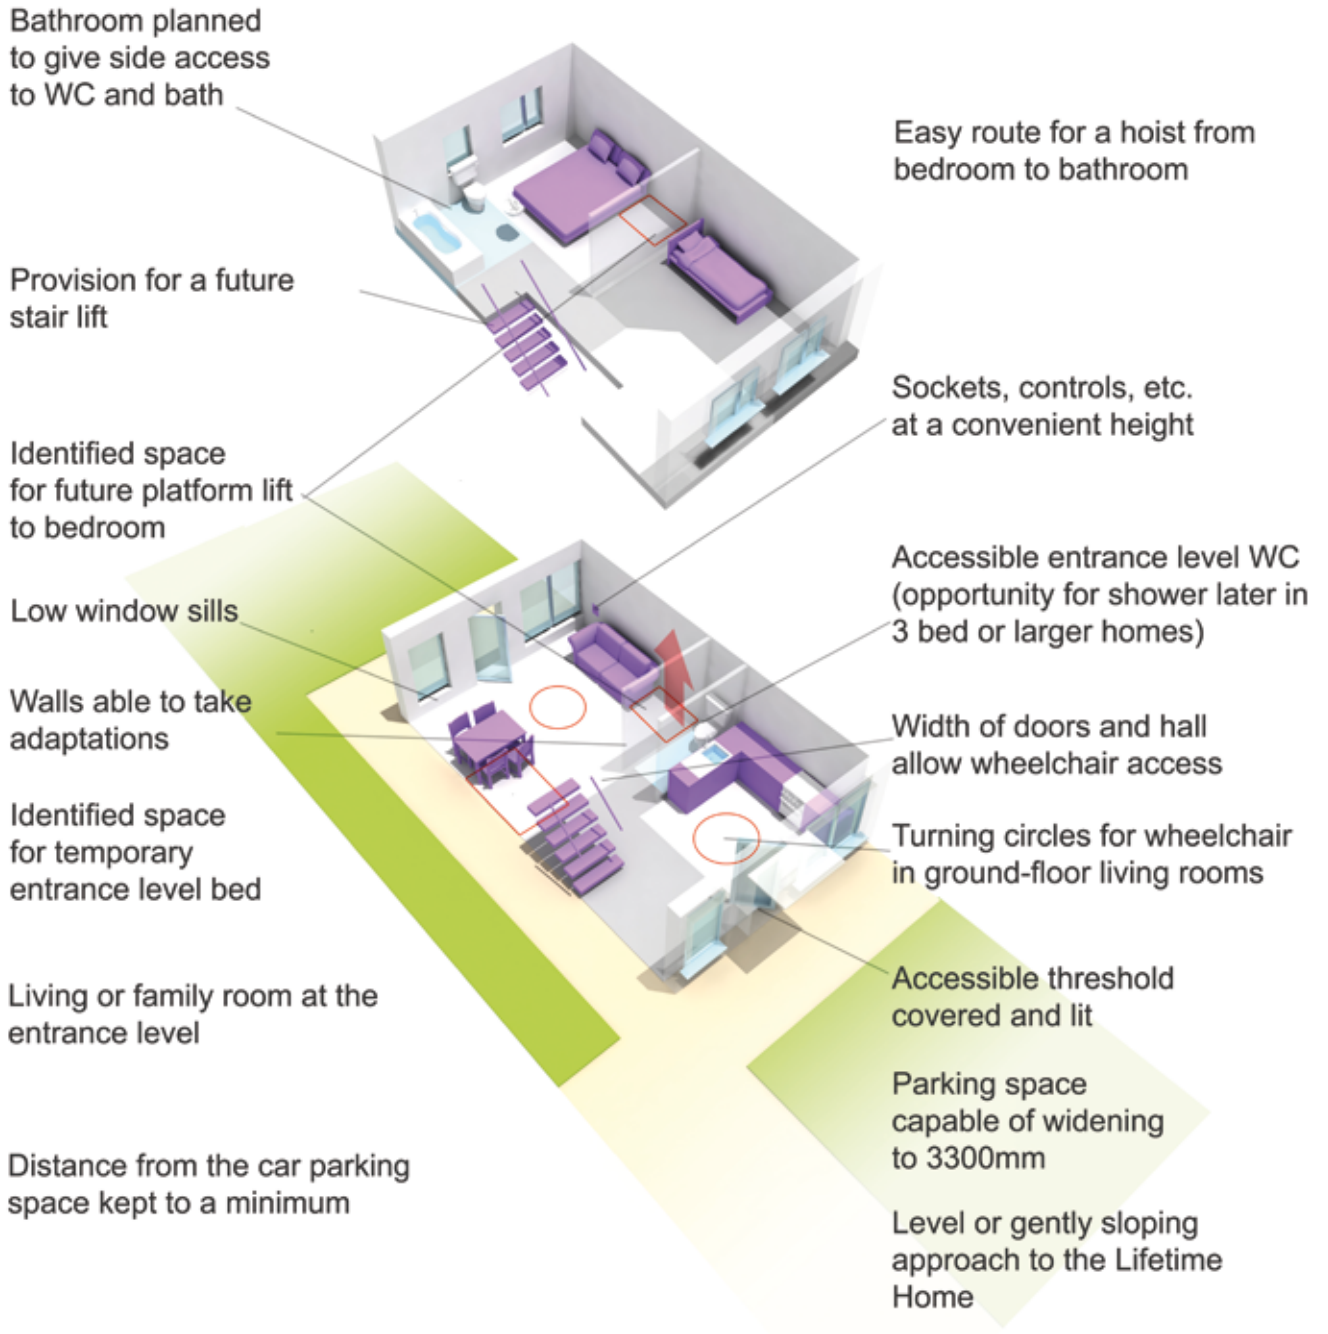 Bathroom planned
to give side access
to WC and bath
Provision for a future
stair lift
Identified space
for future platform lift
to bedroom
Low window sills
Walls able to take
adaptations
Identified space
for temporary
entrance level bed
Living or family room at the
entrance level
Distance from the car parking
space kept to a minimum
Easy route for a hoist from
bedroom to bathroom
Sockets, controls, etc.
at a convenient height
Accessible entrance level WC
(opportunity for shower later in
3 bed or larger homes)
Width of doors and hall
allow wheelchair access
Turning circles for wheelchair
in ground-floor living rooms
Accessible threshold
covered and lit
Parking space
capable of widening
to 3300mm
Level or gently sloping
approach to the Lifetime
Home